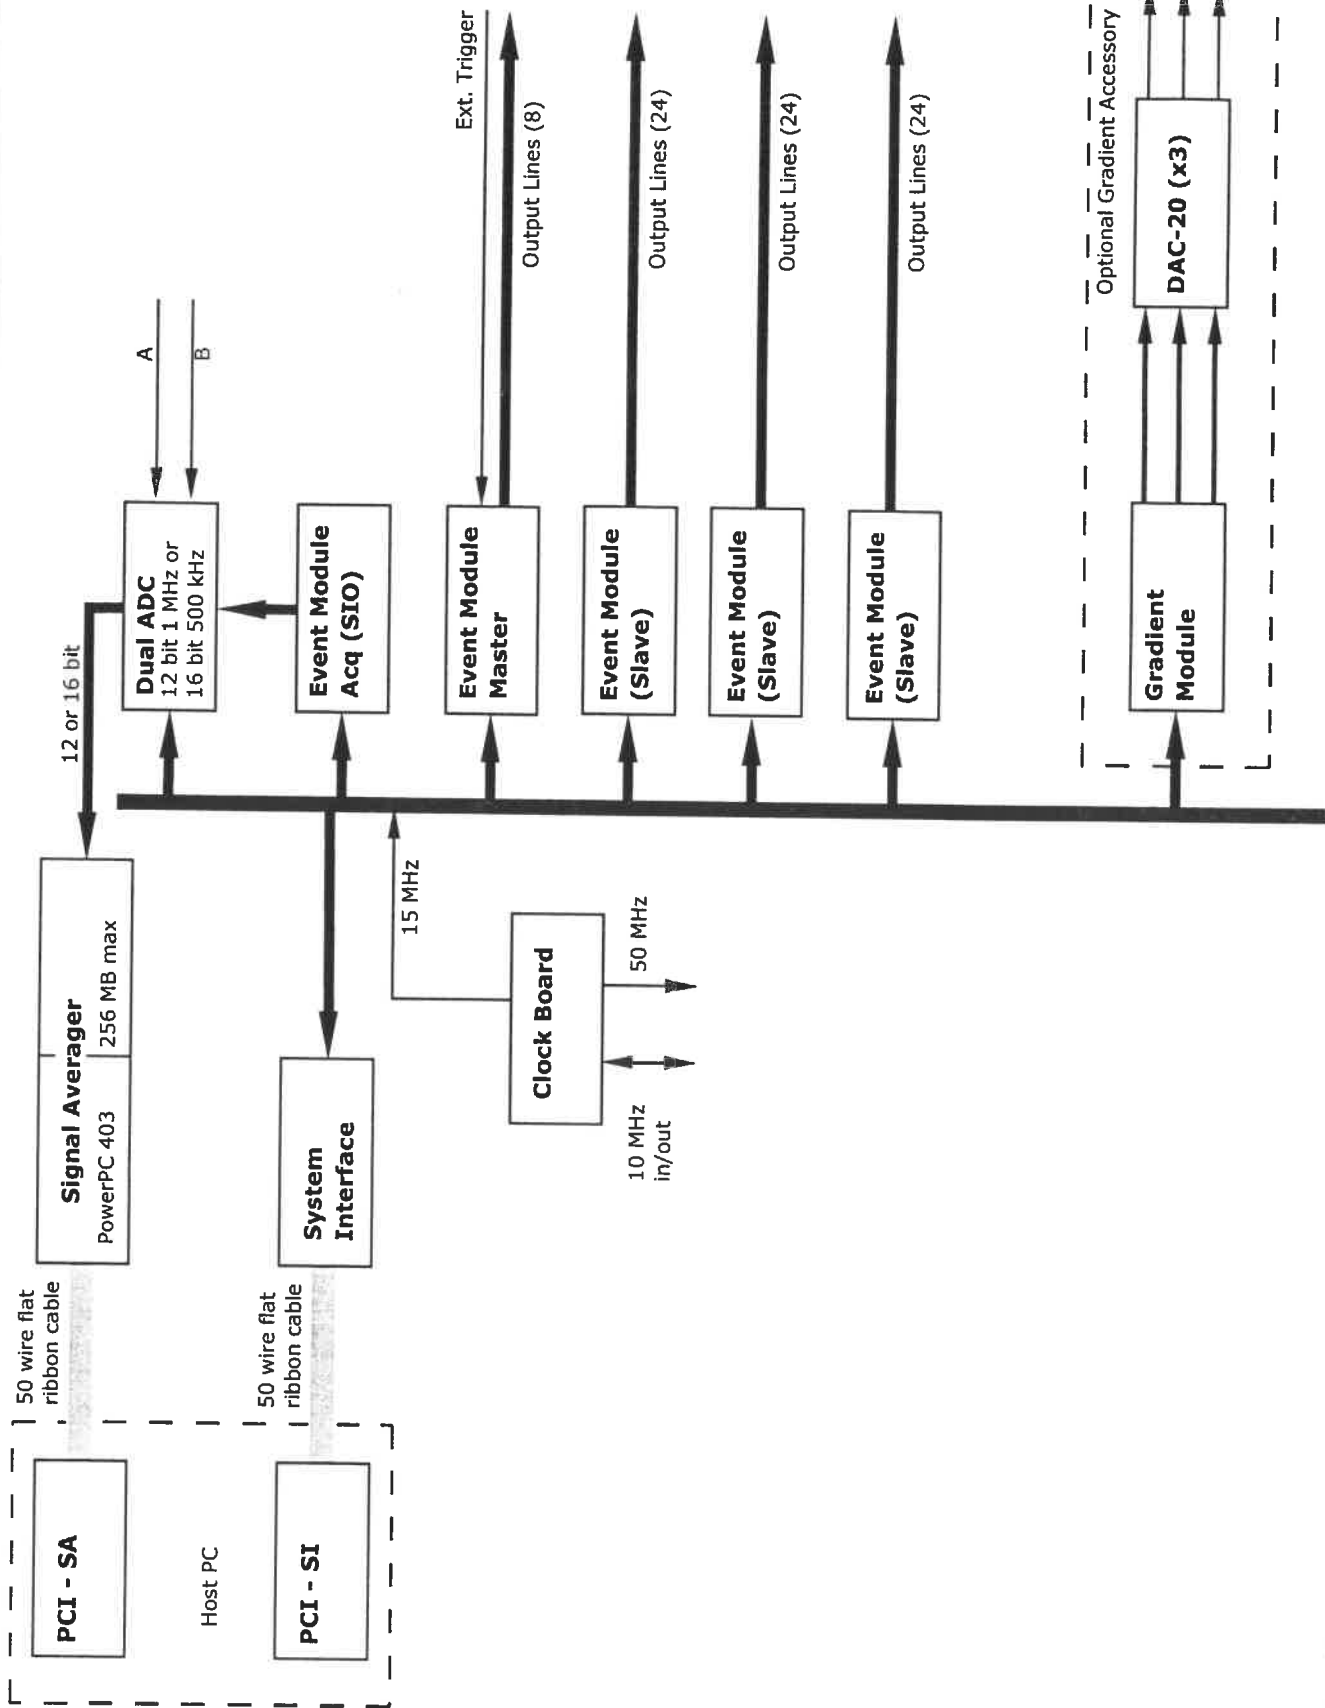 PCI - SA
Host PC
PCI - SI
50 wire flat
ribbon cable
50 wire flat
ribbon cable
Signal Averager
PowerPC 403
256 MB max
System
Interface
Clock Board
10 MHz
in/out
50 MHz
15 MHz
12 or 16 bit
Dual ADC
12 bit 1 MHz or
16 bit 500 kHz
A
B
Event Module
Acq (SIO)
Event Module
Master
Ext. Trigger
Output Lines (8)
Event Module
(Slave)
Output Lines (24)
Event Module
(Slave)
Output Lines (24)
Event Module
(Slave)
Output Lines (24)
Optional Gradient Accessory
Gradient
Module
DAC-20 (x3)